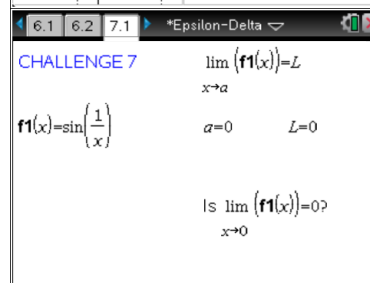 6.1 6.2 7.1 *Epsilon-Delta
CHALLENGE 7
lim (f1(x))=L
x→a
f1(x)=sin(1/x)
a=0 L=0
Is lim (f1(x))=0?
x→0